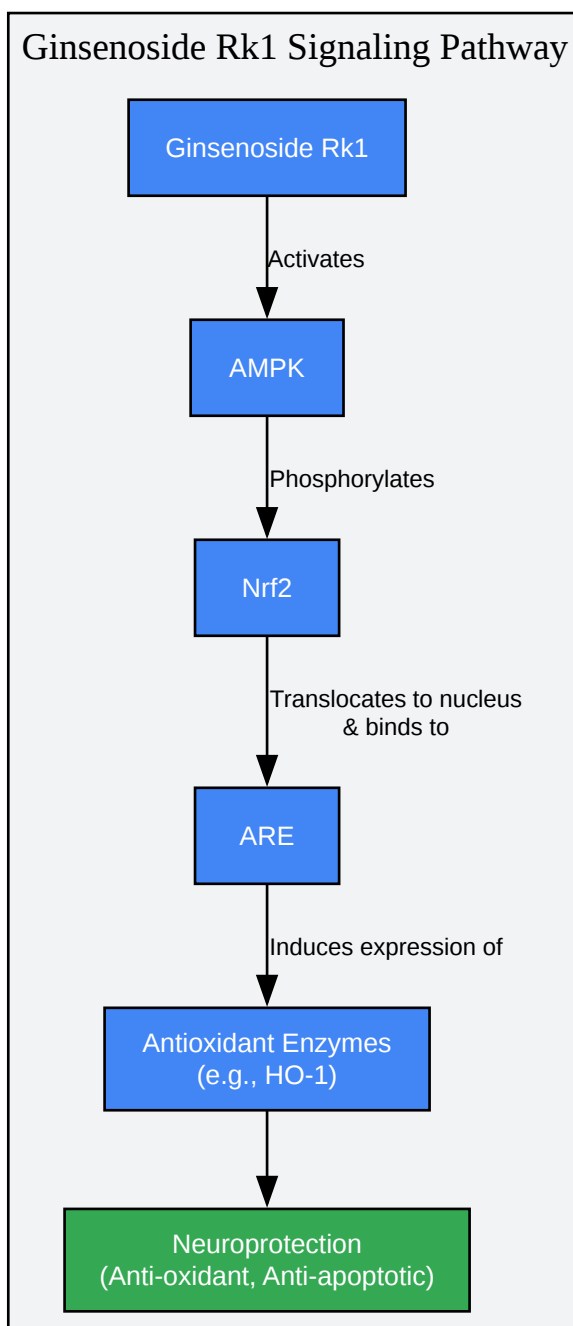 Ginsenoside Rk1 Signaling Pathway
Ginsenoside Rk1
Activates
AMPK
Phosphorylates
Nrf2
Translocates to nucleus
& binds to
ARE
Induces expression of
Antioxidant Enzymes
(e.g., HO-1)
Neuroprotection
(Anti-oxidant, Anti-apoptotic)